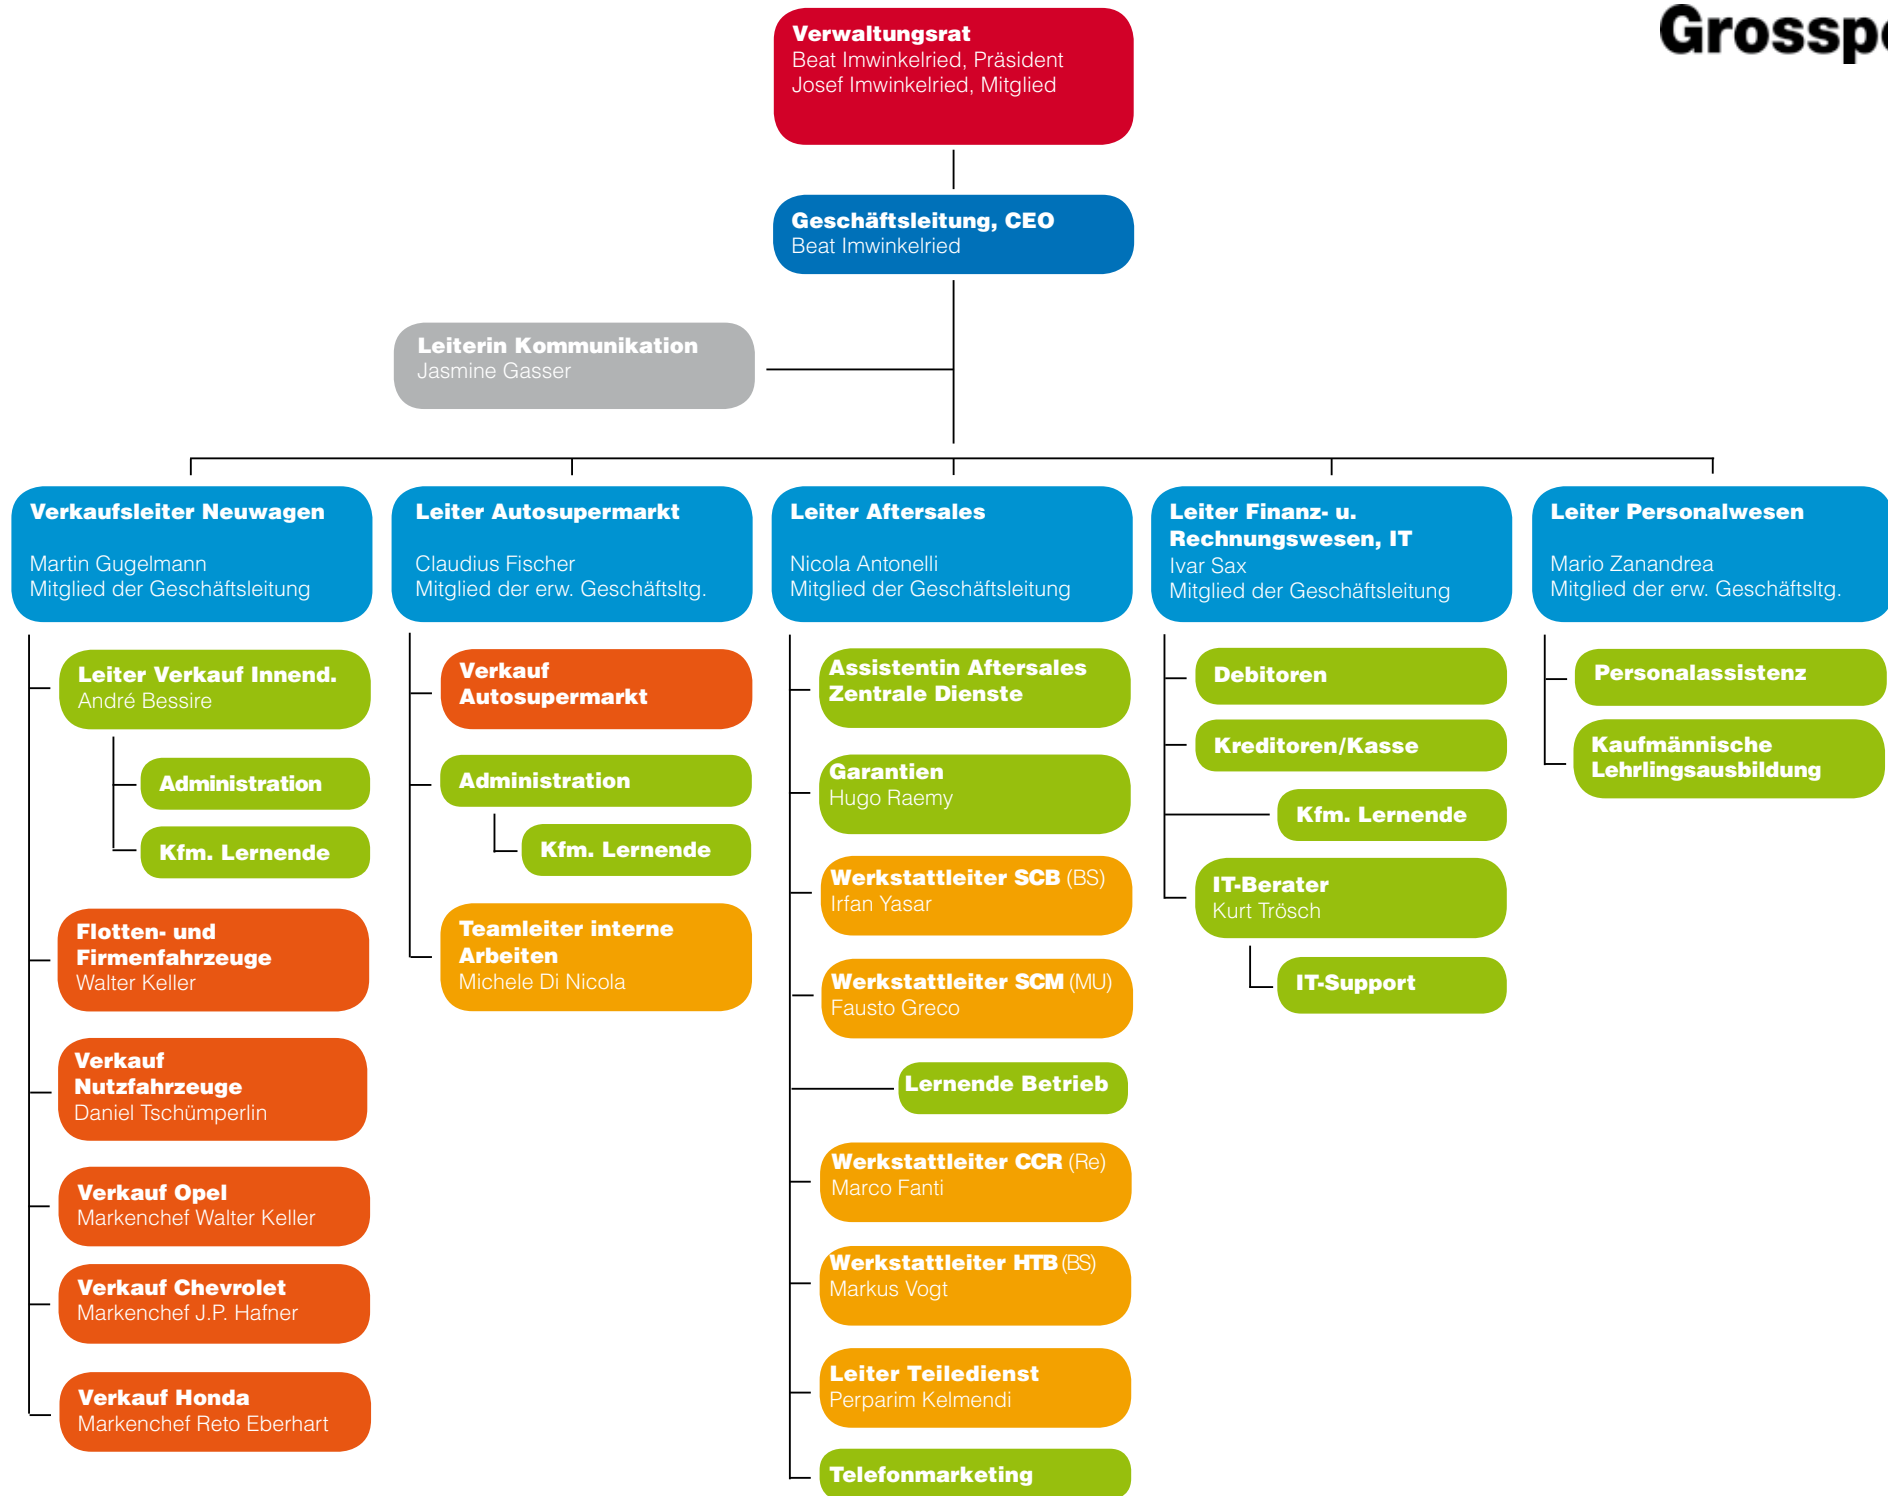 Grosspe
Verwaltungsrat
Beat Imwinkelried, Präsident
Josef Imwinkelried, Mitglied
Geschäftsleitung, CEO
Beat Imwinkelried
Leiterin Kommunikation
Jasmine Gasser
Verkaufsleiter Neuwagen
Martin Gugelmann
Mitglied der Geschäftsleitung
Leiter Verkauf Innend.
André Bessire
Administration
Kfm. Lernende
Flotten- und
Firmenfahrzeuge
Walter Keller
Verkauf
Nutzfahrzeuge
Daniel Tschümperlin
Verkauf Opel
Markenchef Walter Keller
Verkauf Chevrolet
Markenchef J.P. Hafner
Verkauf Honda
Markenchef Reto Eberhart
Leiter Autosupermarkt
Claudius Fischer
Mitglied der erw. Geschäftsltg.
Verkauf
Autosupermarkt
Administration
Kfm. Lernende
Teamleiter interne
Arbeiten
Michele Di Nicola
Leiter Aftersales
Nicola Antonelli
Mitglied der Geschäftsleitung
Assistentin Aftersales
Zentrale Dienste
Garantien
Hugo Raemy
Werkstattleiter SCB (BS)
Irfan Yasar
Werkstattleiter SCM (MU)
Fausto Greco
Lernende Betrieb
Werkstattleiter CCR (Re)
Marco Fanti
Werkstattleiter HTB (BS)
Markus Vogt
Leiter Teiledienst
Perparim Kelmendi
Telefonmarketing
Leiter Finanz- u.
Rechnungswesen, IT
Ivar Sax
Mitglied der Geschäftsleitung
Debitoren
Kreditoren/Kasse
Kfm. Lernende
IT-Berater
Kurt Trösch
IT-Support
Leiter Personalwesen
Mario Zanandrea
Mitglied der erw. Geschäftsltg.
Personalassistenz
Kaufmännische
Lehrlingsausbildung